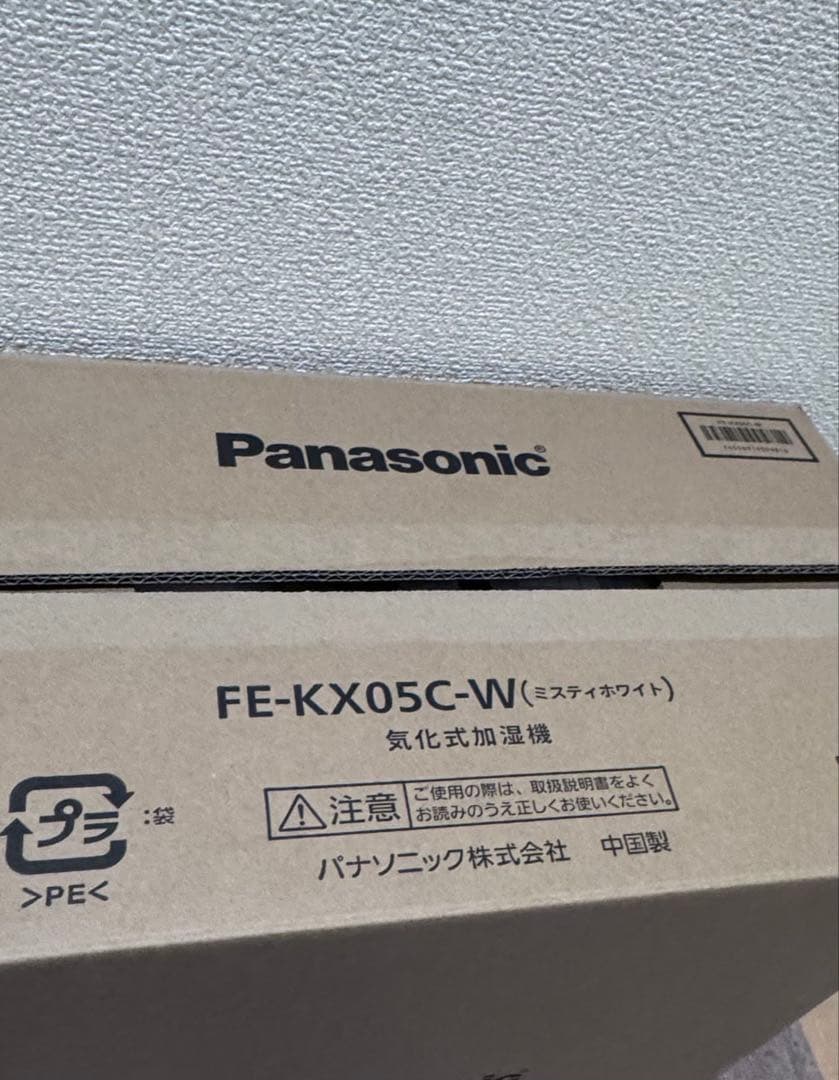 Panasonic®
FE-KX05C-W(ミスティホワイト)
気化式加湿機
プラ :袋
>PE<
注意 ご使用の際は、取扱説明書をよく
お読みのうえ正しくお使いください。
パナソニック株式会社 中国製